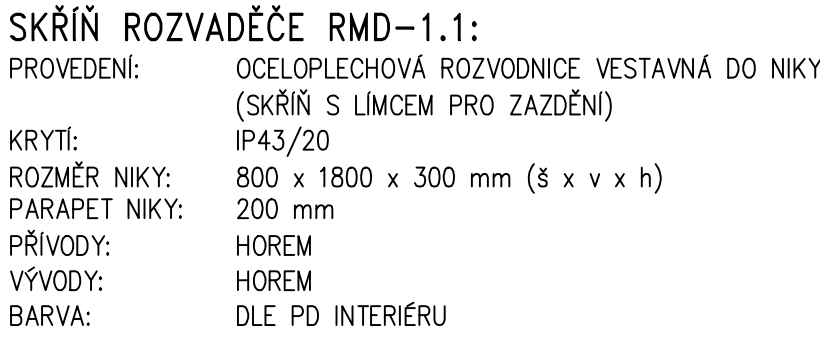 SKŘÍŇ ROZVADĚČE RMD-1.1:
PROVEDENÍ: OCELOPLECHOVÁ ROZVODNICE VESTAVNÁ DO NIKY
(SKŘÍŇ S LÍMCEM PRO ZAZDĚNÍ)
KRYTÍ: IP43/20
ROZMĚR NIKY: 800 x 1800 x 300 mm (š x v x h)
PARAPET NIKY: 200 mm
PŘÍVODY: HOREM
VÝVODY: HOREM
BARVA: DLE PD INTERIÉRU